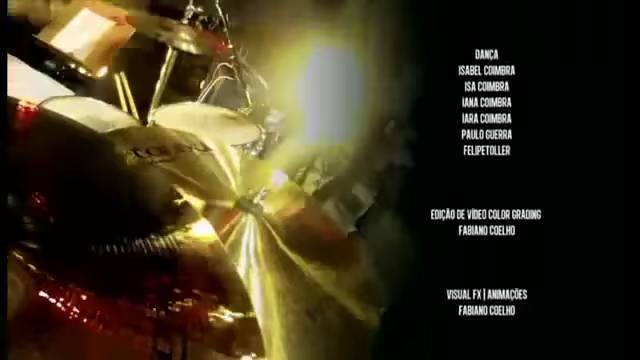 DANÇA
ISABEL COIMBRA
ISA COIMBRA
IANA COIMBRA
IARA COIMBRA
PAULO GUERRA
FELIPETOLLER
EDIÇÃO DE VÍDEO COLOR GRADING
FABIANO COELHO
VISUAL FX | ANIMAÇÕES
FABIANO COELHO